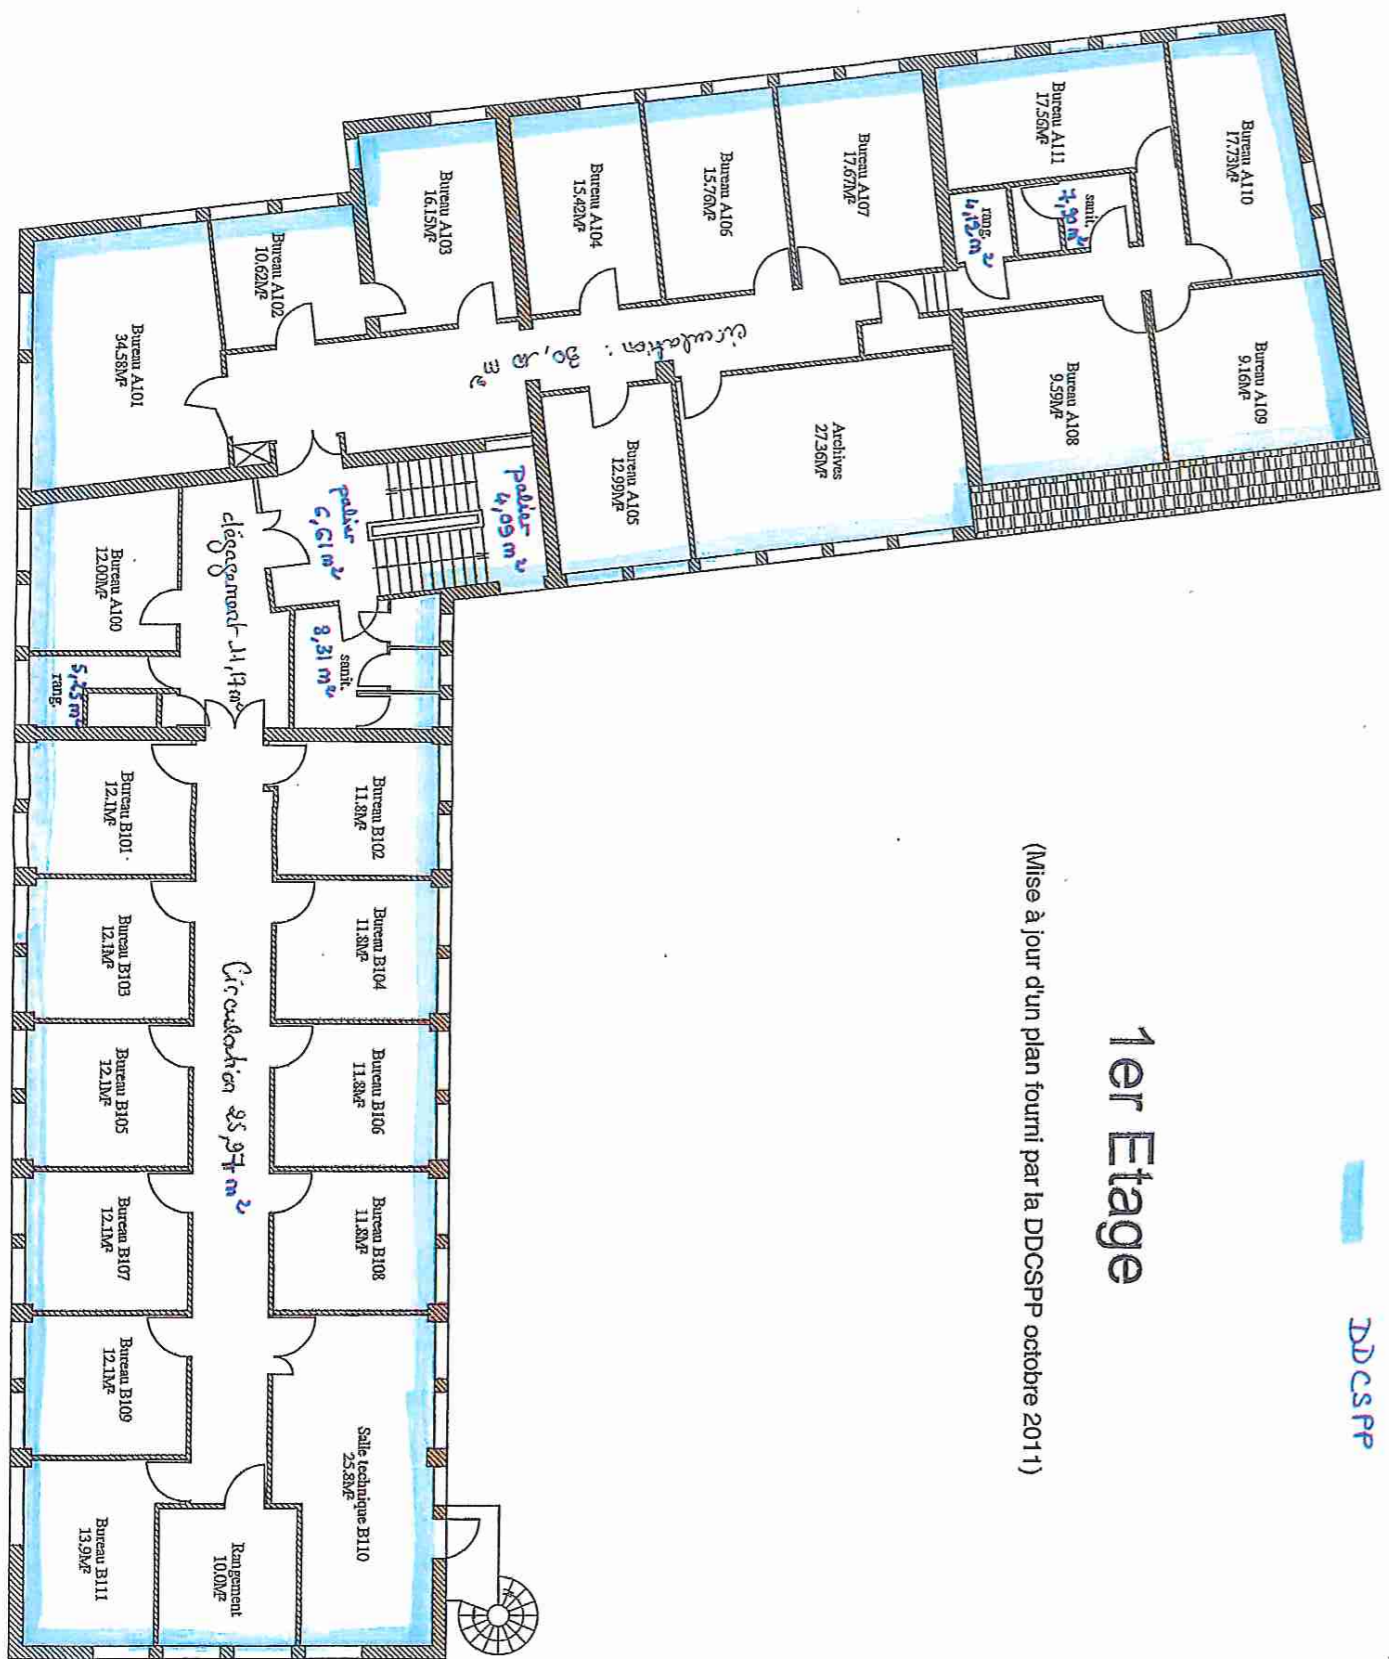 DDCSPP
1er Etage
(Mise à jour d'un plan fourni par la DDCSPP octobre 2011)
Bureau A110
17.73M²
Bureau A109
9.16M²
Bureau A111
17.56M²
sanit.
7,90 m²
rang.
4,12 m²
Bureau A108
9.59M²
Bureau A107
17.67M²
Bureau A106
15.76M²
Bureau A104
15.42M²
Bureau A103
16.15M²
Bureau A102
10.62M²
Bureau A101
34.58M²
circulation :
Archives
27.36M²
Bureau A105
12.99M²
palier
4,09 m²
palier
6,61 m²
dégagement 11,17 m²
Bureau A100
12.00M²
sanit.
8,31 m²
5,25 m²
rang.
Bureau B102
11.8M²
Bureau B101
12.1M²
Bureau B104
11.8M²
Bureau B103
12.1M²
Circulation 25,97 m²
Bureau B106
11.8M²
Bureau B105
12.1M²
Bureau B108
11.8M²
Bureau B107
12.1M²
Bureau B109
12.1M²
Salle technique B110
25.8M²
Rangement
10.0M²
Bureau B111
13.9M²